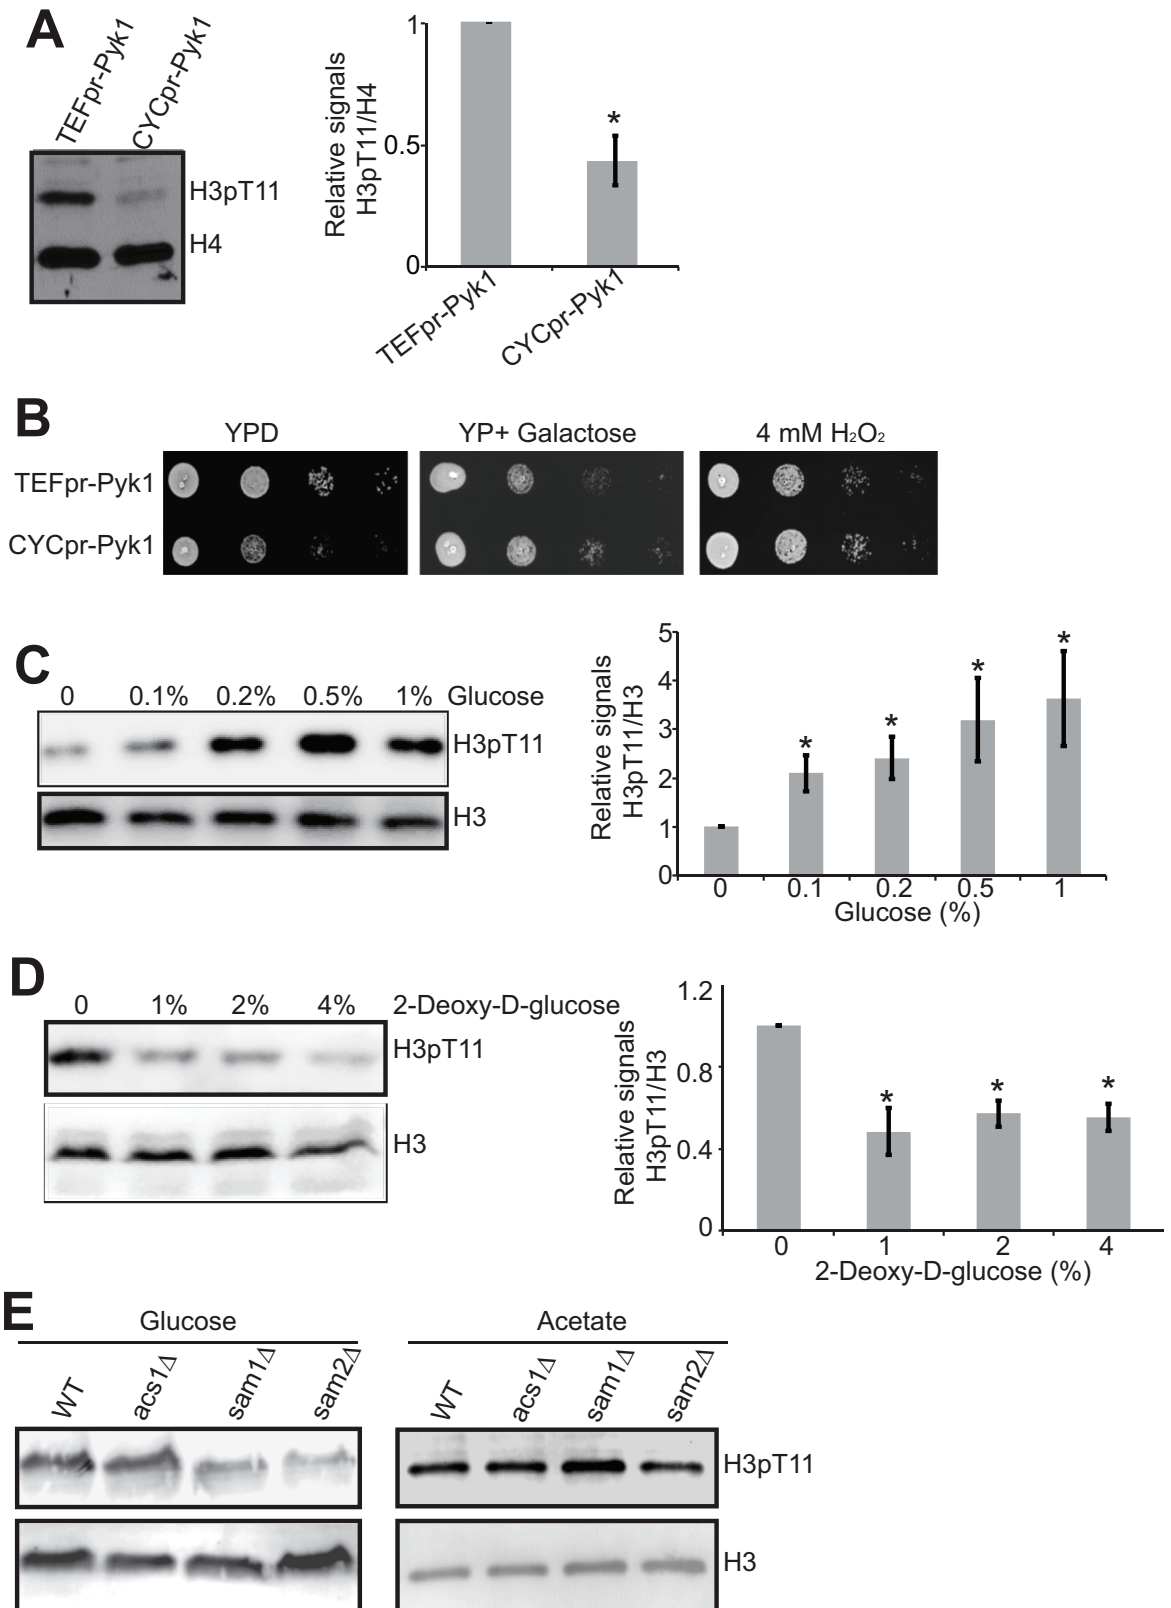 A
TEFpr-Pyk1
CYCpr-Pyk1
H3pT11
H4
Relative signals
H3pT11/H4
1
0.5
0
*
TEFpr-Pyk1
CYCpr-Pyk1
B
YPD
YP+ Galactose
4 mM H₂O₂
TEFpr-Pyk1
CYCpr-Pyk1
C
0 0.1% 0.2% 0.5% 1% Glucose
H3pT11
H3
Relative signals
H3pT11/H3
5
4
3
2
1
0
* * * *
0 0.1 0.2 0.5 1
Glucose (%)
D
0 1% 2% 4% 2-Deoxy-D-glucose
H3pT11
H3
Relative signals
H3pT11/H3
1.2
0.8
0.4
0
* * *
0 1 2 4
2-Deoxy-D-glucose (%)
E
Glucose
Acetate
WT acs1Δ sam1Δ sam2Δ
WT acs1Δ sam1Δ sam2Δ
H3pT11
H3